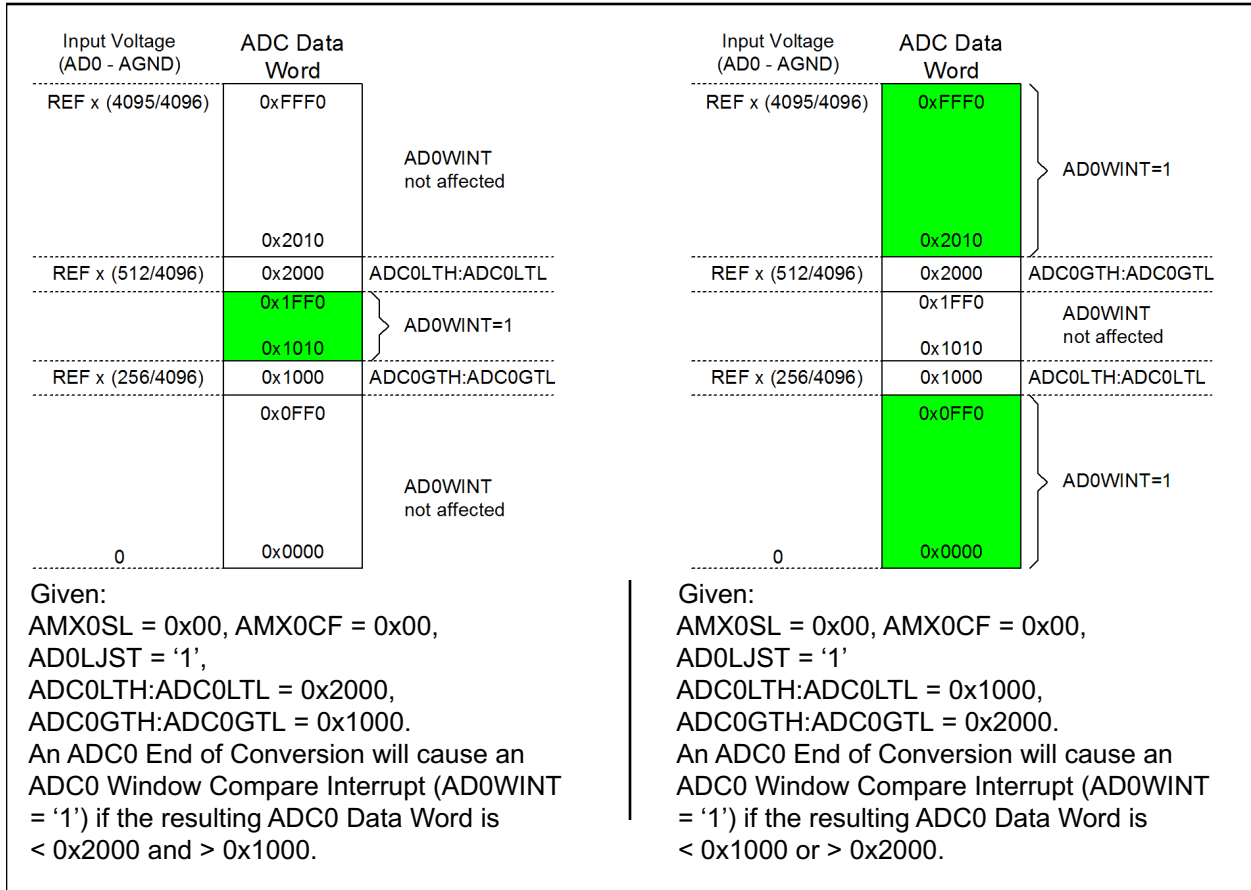 Input Voltage
(AD0 - AGND)
ADC Data
Word
REF x (4095/4096)
0xFFF0
AD0WINT
not affected
0x2010
REF x (512/4096)
0x2000
ADC0LTH:ADC0LTL
0x1FF0
AD0WINT=1
0x1010
REF x (256/4096)
0x1000
ADC0GTH:ADC0GTL
0x0FF0
AD0WINT
not affected
0
0x0000
Given:
AMX0SL = 0x00, AMX0CF = 0x00,
AD0LJST = ‘1’,
ADC0LTH:ADC0LTL = 0x2000,
ADC0GTH:ADC0GTL = 0x1000.
An ADC0 End of Conversion will cause an
ADC0 Window Compare Interrupt (AD0WINT
= ‘1’) if the resulting ADC0 Data Word is
< 0x2000 and > 0x1000.
Input Voltage
(AD0 - AGND)
ADC Data
Word
REF x (4095/4096)
0xFFF0
AD0WINT=1
0x2010
REF x (512/4096)
0x2000
ADC0GTH:ADC0GTL
0x1FF0
AD0WINT
not affected
0x1010
REF x (256/4096)
0x1000
ADC0LTH:ADC0LTL
0x0FF0
AD0WINT=1
0
0x0000
Given:
AMX0SL = 0x00, AMX0CF = 0x00,
AD0LJST = ‘1’
ADC0LTH:ADC0LTL = 0x1000,
ADC0GTH:ADC0GTL = 0x2000.
An ADC0 End of Conversion will cause an
ADC0 Window Compare Interrupt (AD0WINT
= ‘1’) if the resulting ADC0 Data Word is
< 0x1000 or > 0x2000.